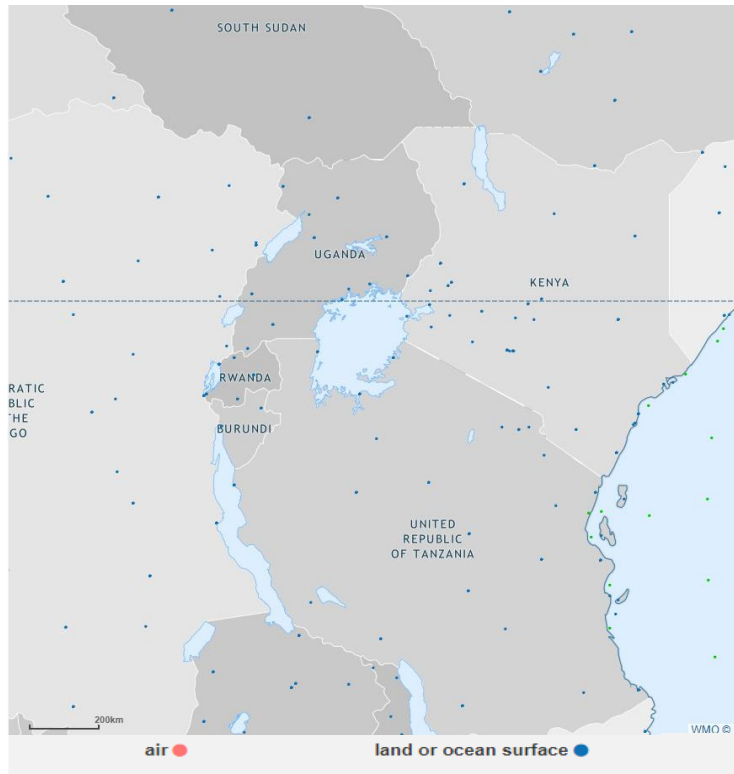 SOUTH SUDAN
UGANDA
KENYA
RWANDA
RATIC
BLIC
THE
GO
BURUNDI
UNITED
REPUBLIC
OF TANZANIA
200km
WMO ©
air
land or ocean surface